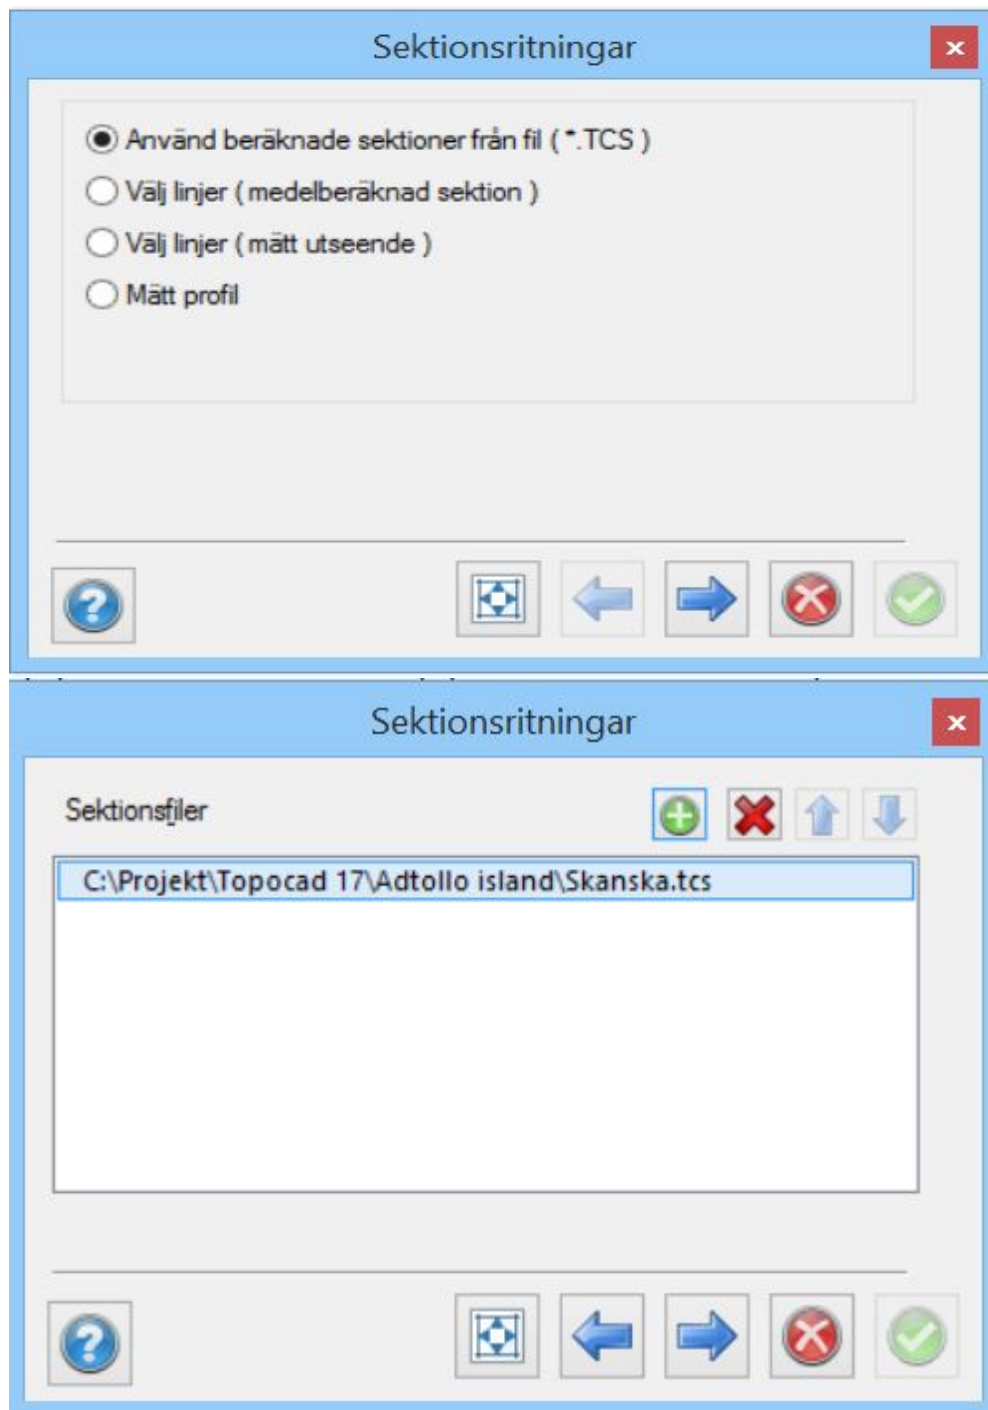 Sektionsritningar
Använd beräknade sektioner från fil ( *.TCS )
Välj linjer ( medelberäknad sektion )
Välj linjer ( mätt utseende )
Mätt profil
Sektionsritningar
Sektionsfiler
C:\Projekt\Topocad 17\Adtollo island\Skanska.tcs